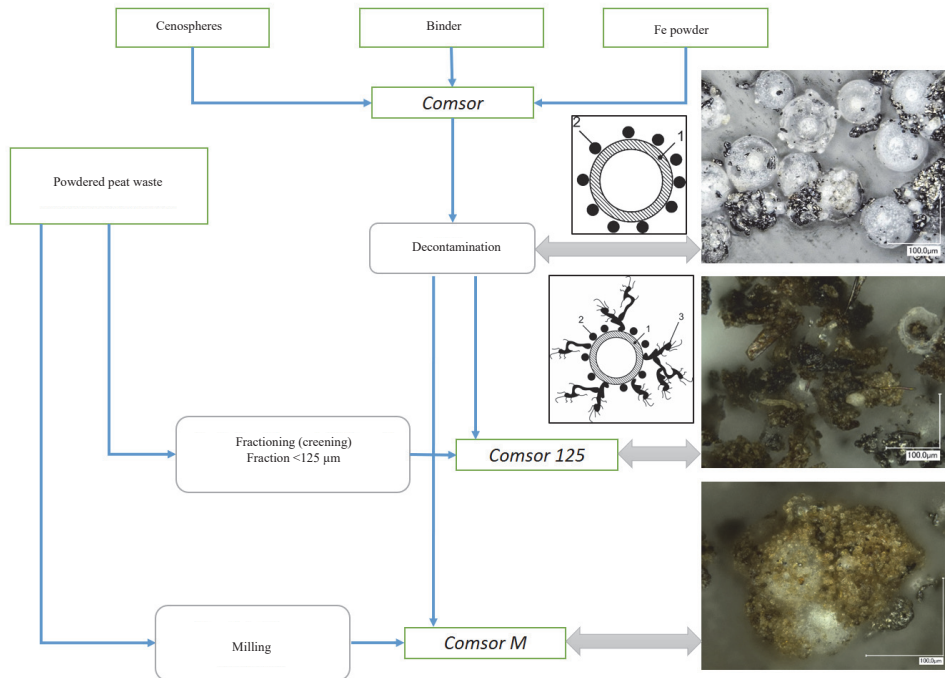 Cenospheres
Binder
Fe powder
Comsor
2
1
Powdered peat waste
Decontamination
100.0µm
2
1
3
Fractioning (creening)
Fraction <125 µm
Comsor 125
100.0µm
Milling
Comsor M
100.0µm